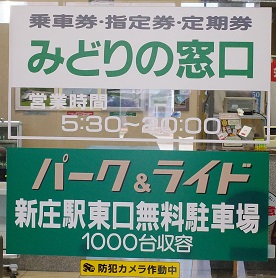 乗車券・指定券・定期券
みどりの窓口
営業時間
5:30~20:00
パーク&ライド
新庄駅東口無料駐車場
1000台収容
防犯カメラ作動中